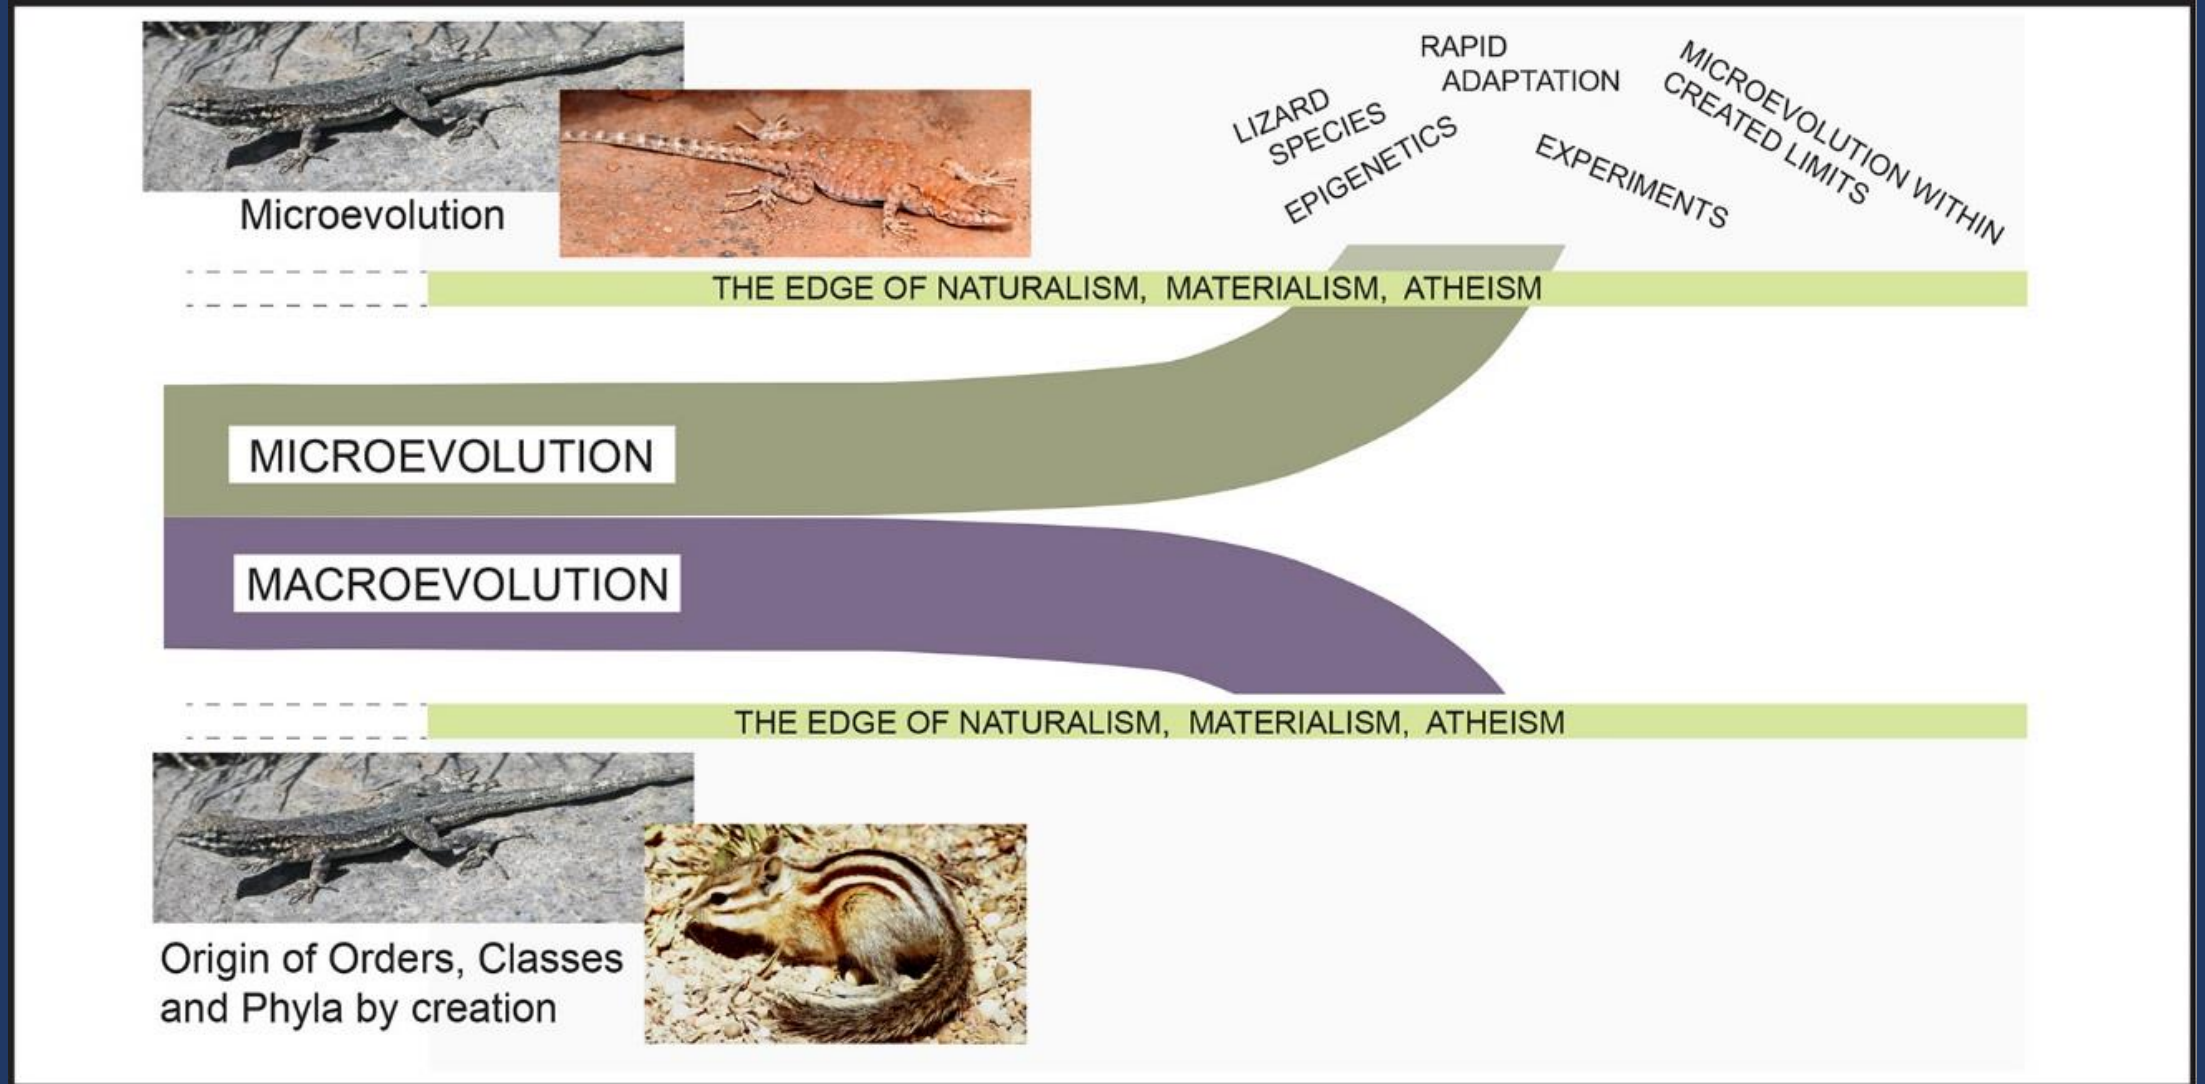 RAPID
ADAPTATION
MICROEVOLUTION WITHIN
CREATED LIMITS
LIZARD
SPECIES
EPIGENETICS
EXPERIMENTS
Microevolution
THE EDGE OF NATURALISM, MATERIALISM, ATHEISM
MICROEVOLUTION
MACROEVOLUTION
THE EDGE OF NATURALISM, MATERIALISM, ATHEISM
Origin of Orders, Classes
and Phyla by creation